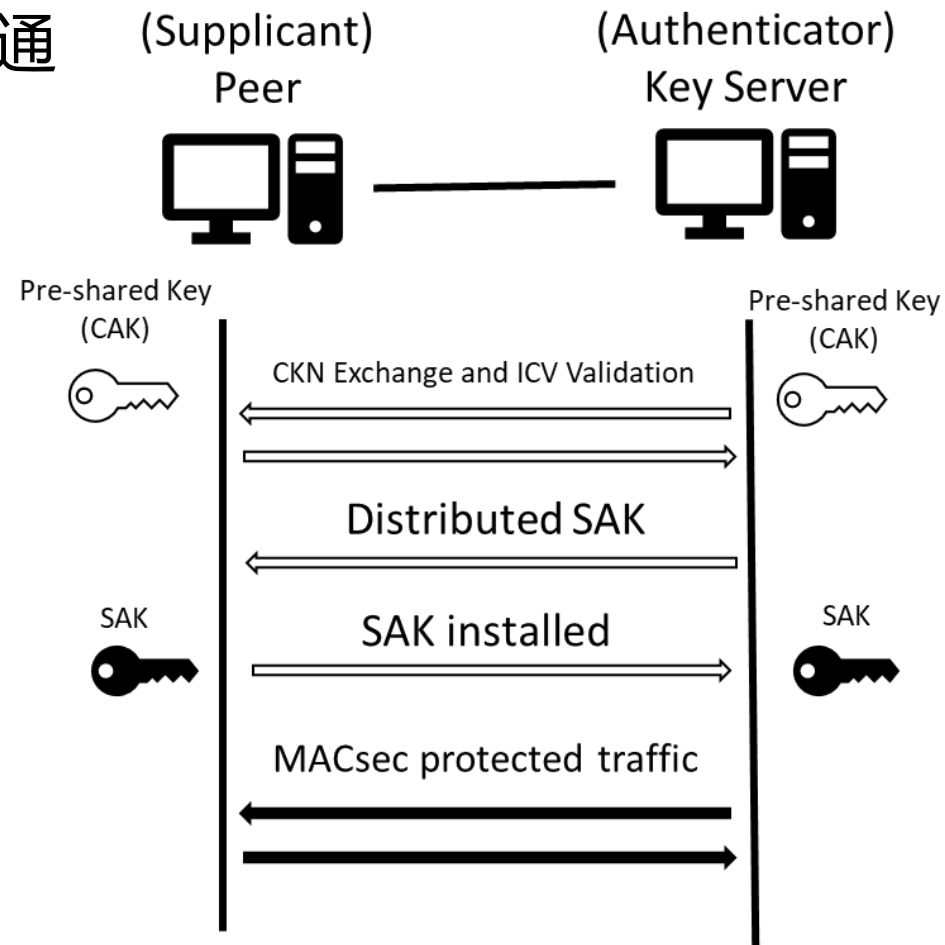 通
(Supplicant)
Peer
(Authenticator)
Key Server
Pre-shared Key
(CAK)
Pre-shared Key
(CAK)
CKN Exchange and ICV Validation
Distributed SAK
SAK
SAK installed
SAK
MACsec protected traffic